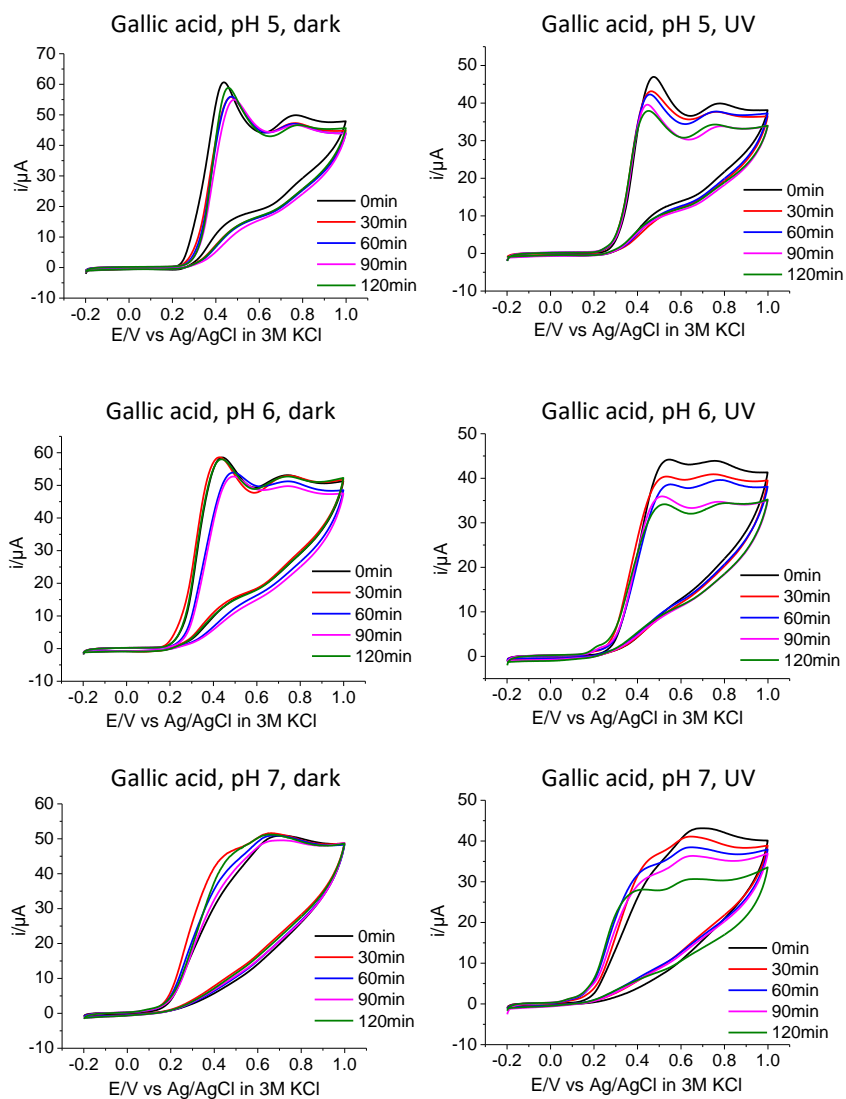 Gallic acid, pH 5, dark
70
60
50
40
30
20
10
0
-10
i/µA
0min
30min
60min
90min
120min
-0.2 0.0 0.2 0.4 0.6 0.8 1.0
E/V vs Ag/AgCl in 3M KCl
Gallic acid, pH 5, UV
50
40
30
20
10
0
-10
i/µA
0min
30min
60min
90min
120min
-0.2 0.0 0.2 0.4 0.6 0.8 1.0
E/V vs Ag/AgCl in 3M KCl
Gallic acid, pH 6, dark
60
50
40
30
20
10
0
-10
i/µA
0min
30min
60min
90min
120min
-0.2 0.0 0.2 0.4 0.6 0.8 1.0
E/V vs Ag/AgCl in 3M KCl
Gallic acid, pH 6, UV
50
40
30
20
10
0
-10
i/µA
0min
30min
60min
90min
120min
-0.2 0.0 0.2 0.4 0.6 0.8 1.0
E/V vs Ag/AgCl in 3M KCl
Gallic acid, pH 7, dark
60
50
40
30
20
10
0
-10
i/µA
0min
30min
60min
90min
120min
-0.2 0.0 0.2 0.4 0.6 0.8 1.0
E/V vs Ag/AgCl in 3M KCl
Gallic acid, pH 7, UV
50
40
30
20
10
0
-10
i/µA
0min
30min
60min
90min
120min
-0.2 0.0 0.2 0.4 0.6 0.8 1.0
E/V vs Ag/AgCl in 3M KCl